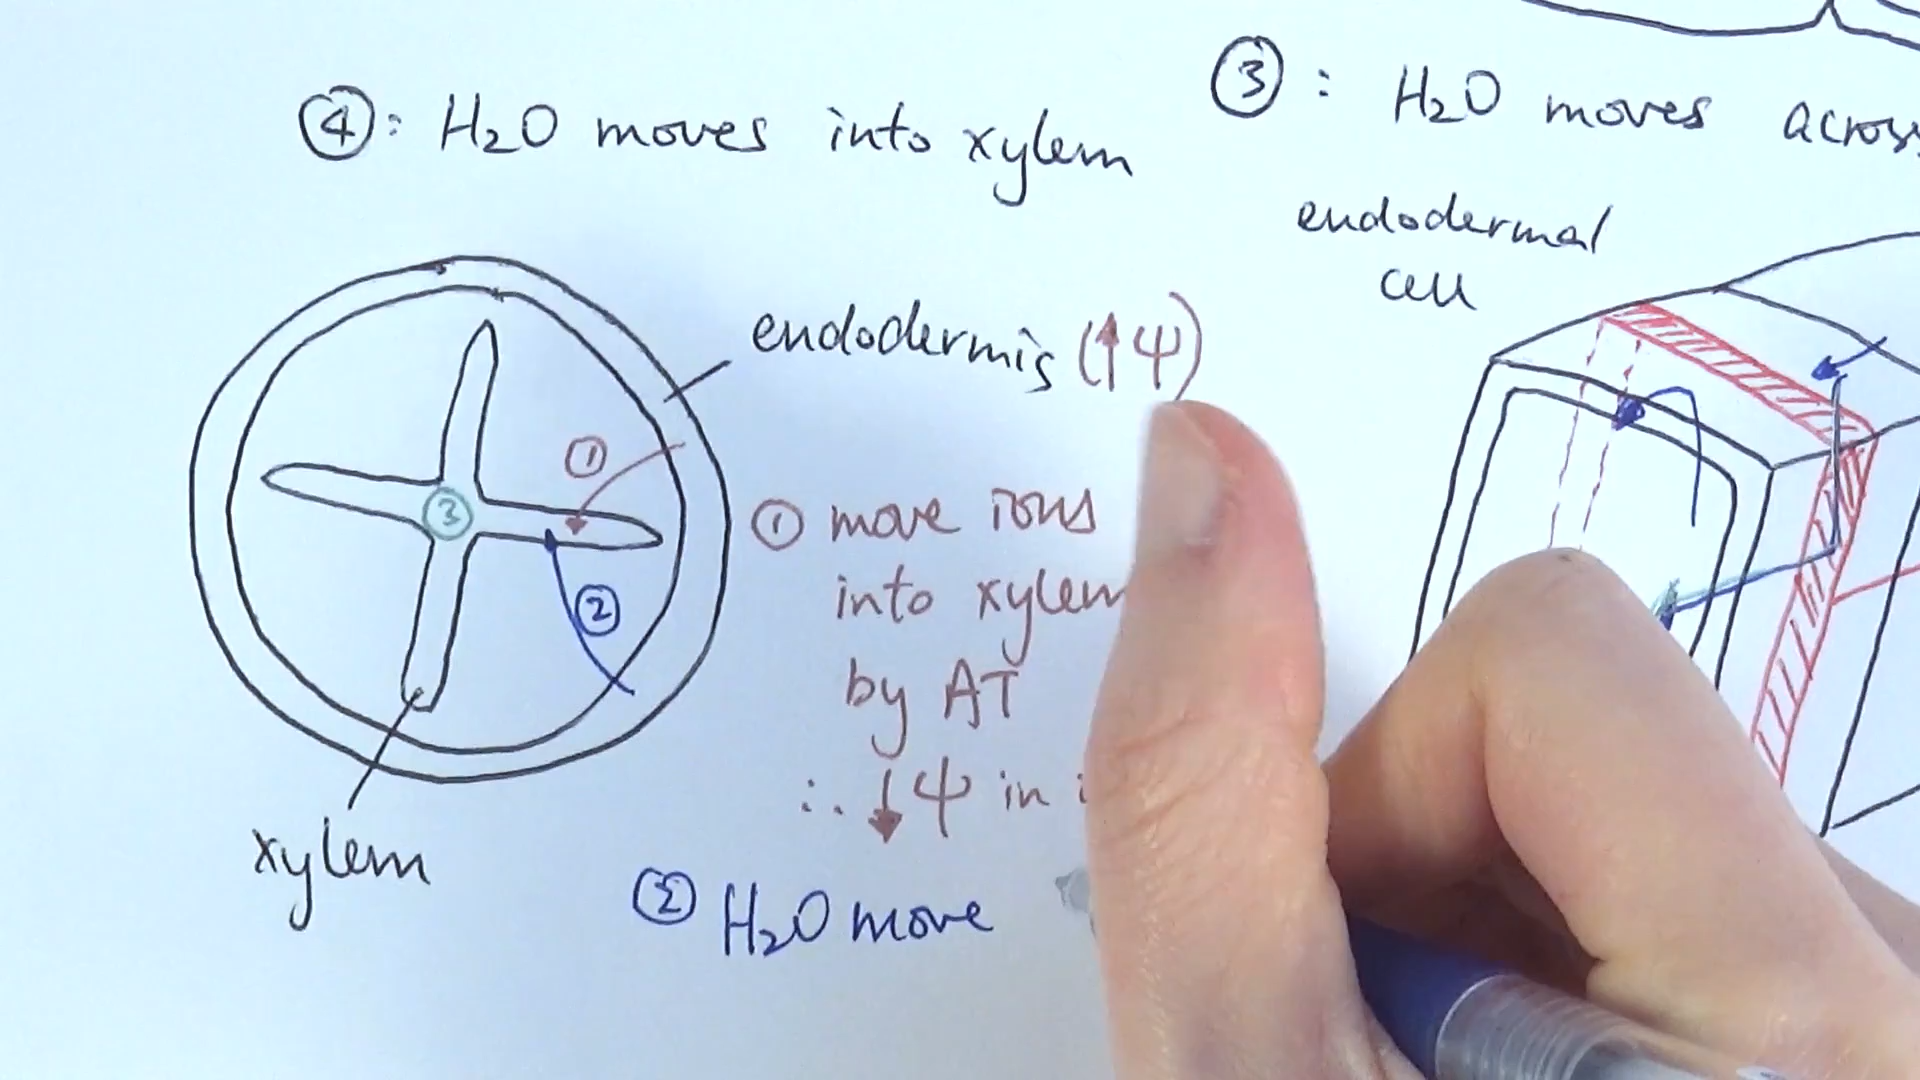 ④: H₂O moves into xylem
endodermis (↑Ψ)
①
③
②
xylem
① move ions
into xylem
by AT
∴ ↓Ψ in
② H₂O move
③: H₂O moves across
endodermal
cell